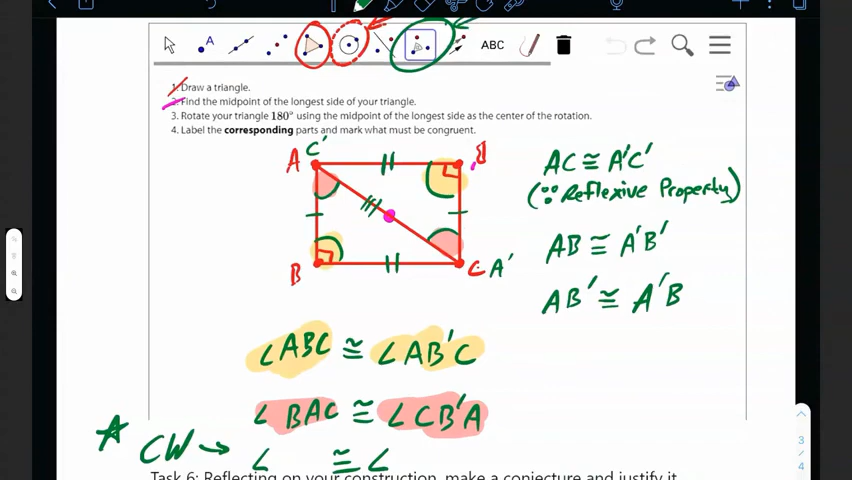 A
ABC
1. Draw a triangle.
2. Find the midpoint of the longest side of your triangle.
3. Rotate your triangle 180° using the midpoint of the longest side as the center of the rotation.
4. Label the corresponding parts and mark what must be congruent.
A C'
B
C A'
AC ≅ A'C'
(∵ Reflexive Property)
AB ≅ A'B'
AB' ≅ A'B
∠ABC ≅ ∠AB'C
∠BAC ≅ ∠CB'A
CW → ∠ ≅ ∠
Task 6: Reflecting on your construction, make a conjecture and justify it
3
/
4